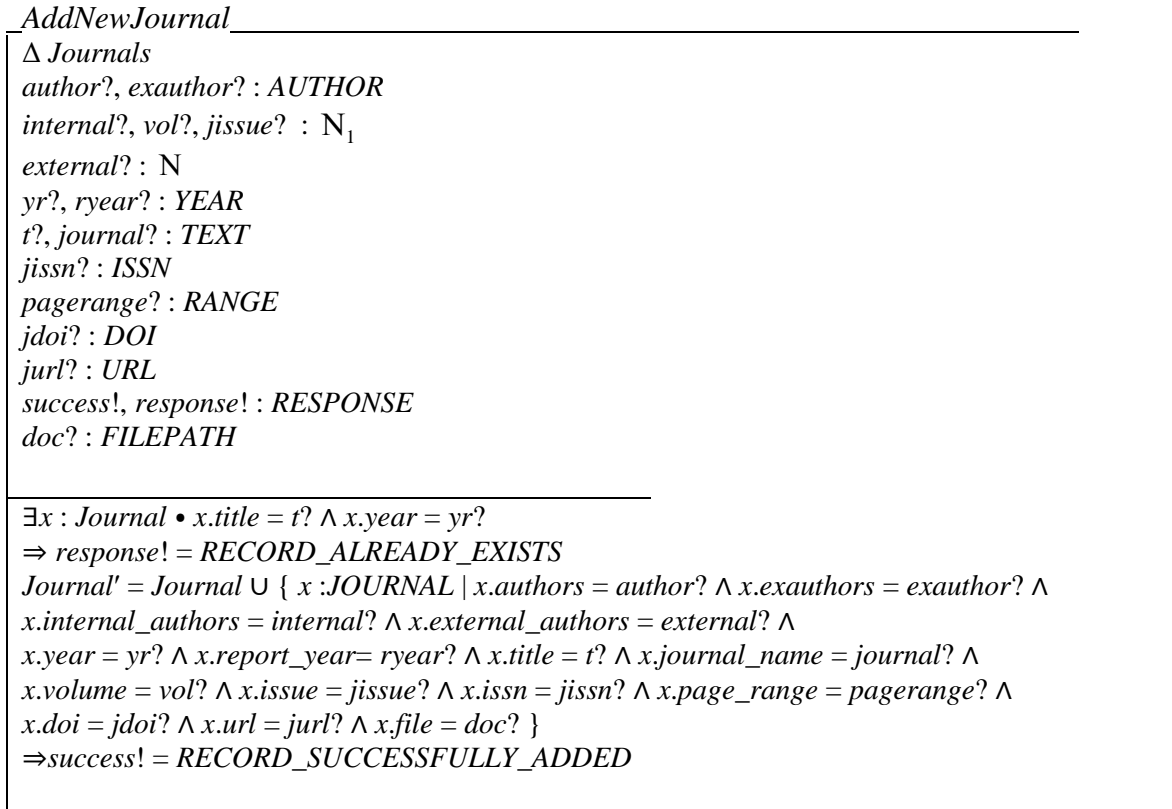 AddNewJournal
Δ Journals
author?, exauthor? : AUTHOR
internal?, vol?, jissue? : N₁
external? : N
yr?, ryear? : YEAR
t?, journal? : TEXT
jissn? : ISSN
pagerange? : RANGE
jdoi? : DOI
jurl? : URL
success!, response! : RESPONSE
doc? : FILEPATH
∃x : Journal • x.title = t? ∧ x.year = yr?
⇒ response! = RECORD_ALREADY_EXISTS
Journal' = Journal ∪ { x :JOURNAL | x.authors = author? ∧ x.exauthors = exauthor? ∧
x.internal_authors = internal? ∧ x.external_authors = external? ∧
x.year = yr? ∧ x.report_year= ryear? ∧ x.title = t? ∧ x.journal_name = journal? ∧
x.volume = vol? ∧ x.issue = jissue? ∧ x.issn = jissn? ∧ x.page_range = pagerange? ∧
x.doi = jdoi? ∧ x.url = jurl? ∧ x.file = doc? }
⇒success! = RECORD_SUCCESSFULLY_ADDED